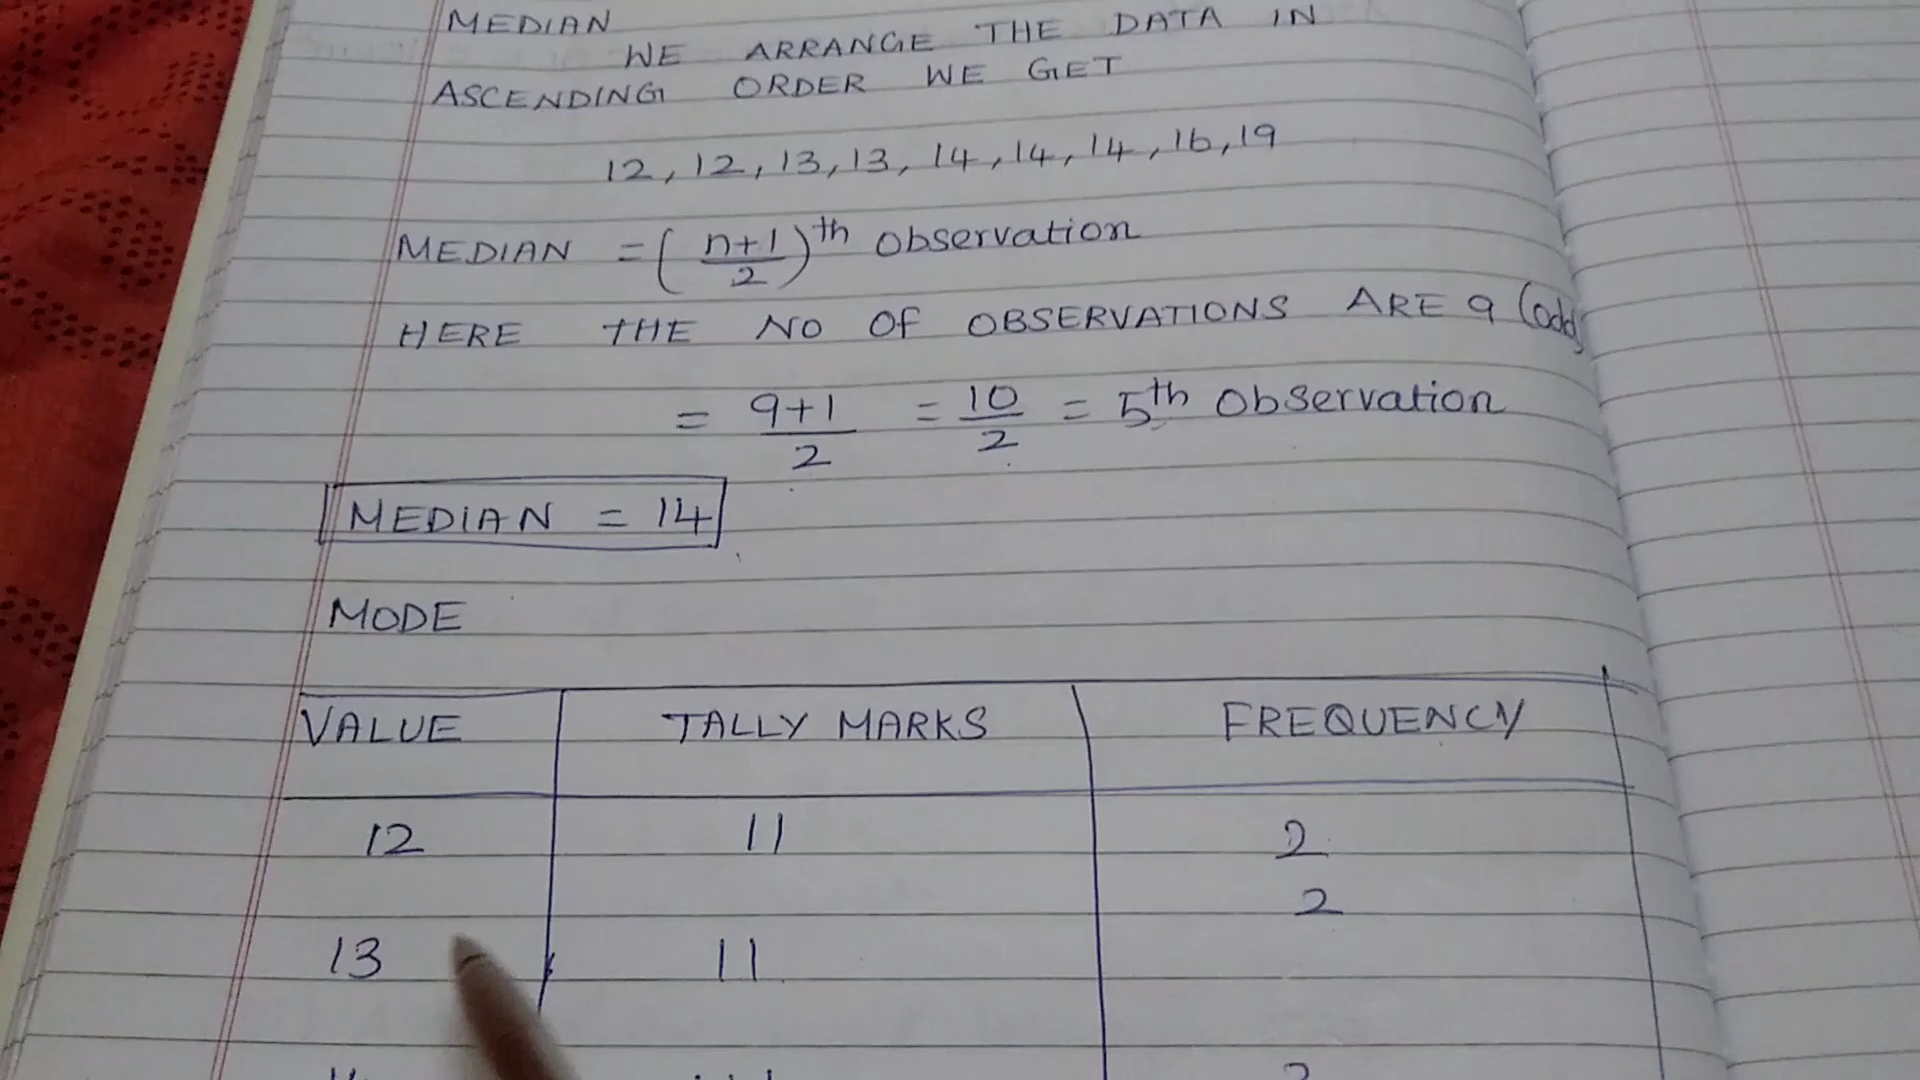 MEDIAN
WE ARRANGE THE DATA IN
ASCENDING ORDER WE GET
12, 12, 13, 13, 14, 14, 14, 16, 19
MEDIAN = (n+1/2)th observation
HERE THE NO OF OBSERVATIONS ARE 9 (odd)
= 9+1/2 = 10/2 = 5th Observation
MEDIAN = 14
MODE
VALUE TALLY MARKS FREQUENCY
12 11 2
2
13 11